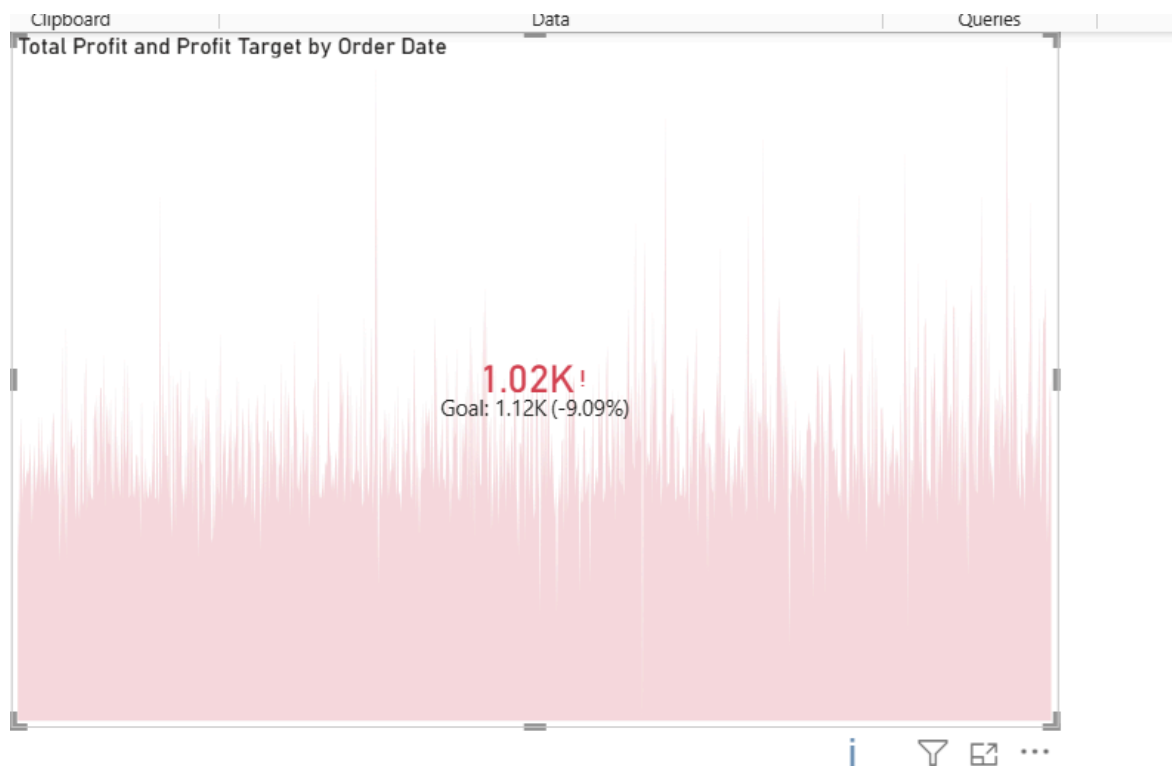 Clipboard Data Queries
Total Profit and Profit Target by Order Date
1.02K!
Goal: 1.12K (-9.09%)